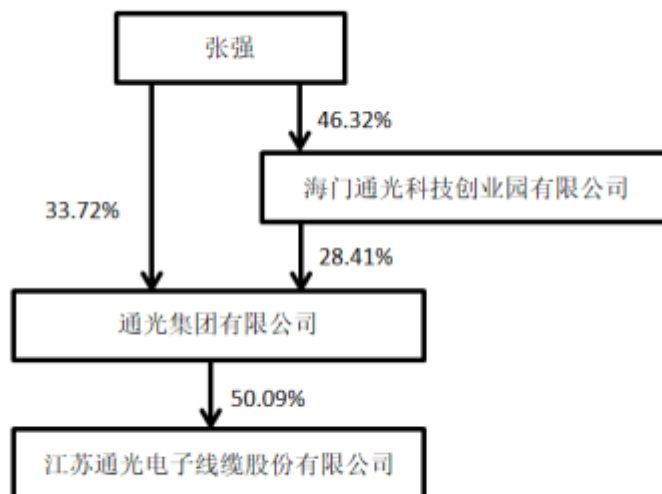 张强
46.32%
海门通光科技创业园有限公司
33.72%
28.41%
通光集团有限公司
50.09%
江苏通光电子线缆股份有限公司